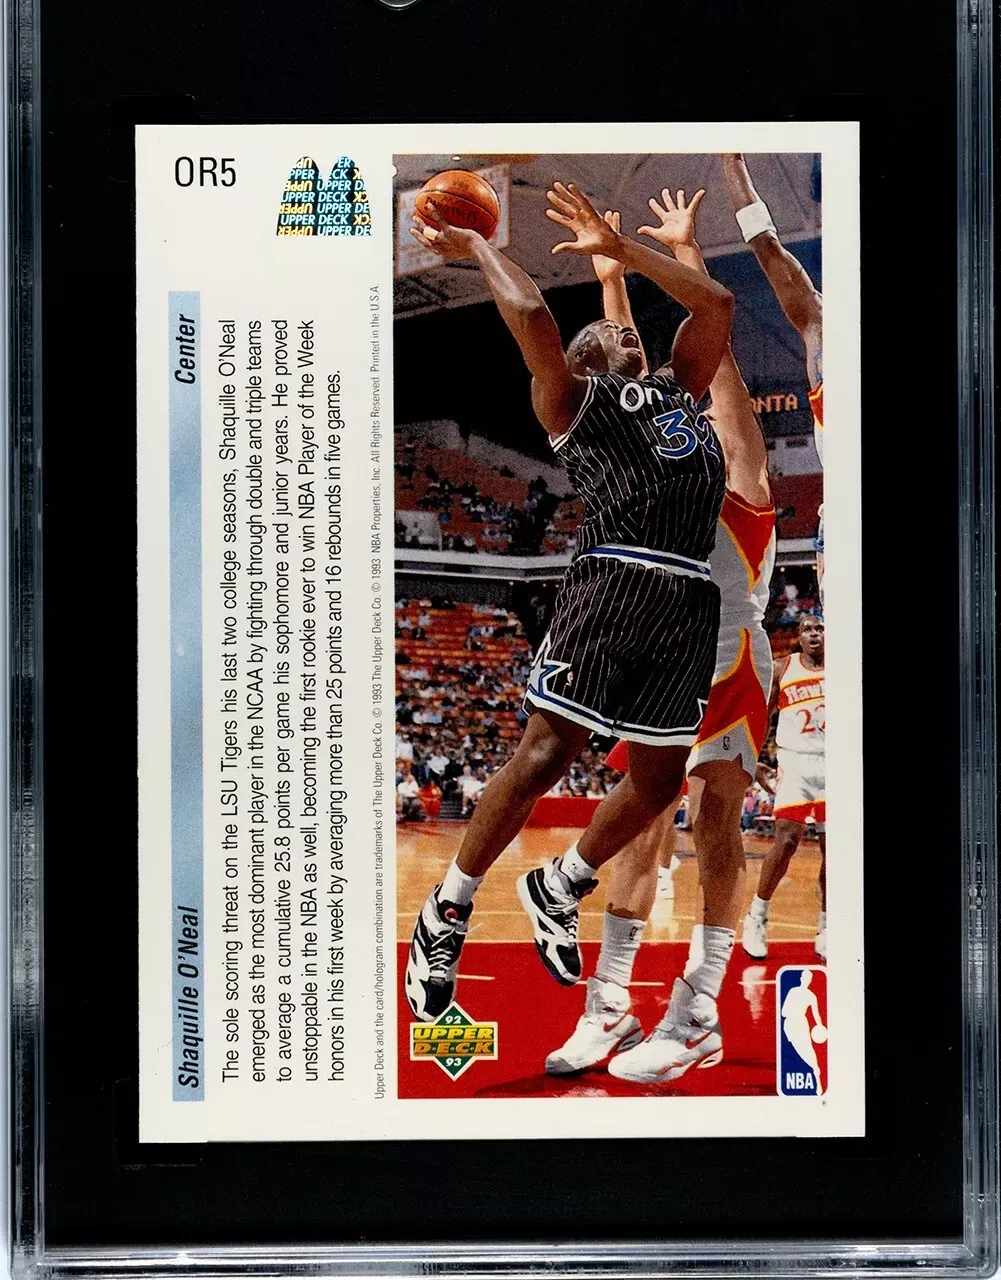 OR5
UPPER DECK
Shaquille O'Neal Center
The sole scoring threat on the LSU Tigers his last two college seasons, Shaquille O'Neal
emerged as the most dominant player in the NCAA by fighting through double and triple teams
to average a cumulative 25.8 points per game his sophomore and junior years. He proved
unstoppable in the NBA as well, becoming the first rookie ever to win NBA Player of the Week
honors in his first week by averaging more than 25 points and 16 rebounds in five games.
Upper Deck and the card/hologram combination are trademarks of The Upper Deck Co. © 1993 The Upper Deck Co. © 1993 NBA Properties, Inc. All Rights Reserved. Printed in the U.S.A
NTA
On
32
Haw
22
92
UPPER
D·E·C·K
93
NBA